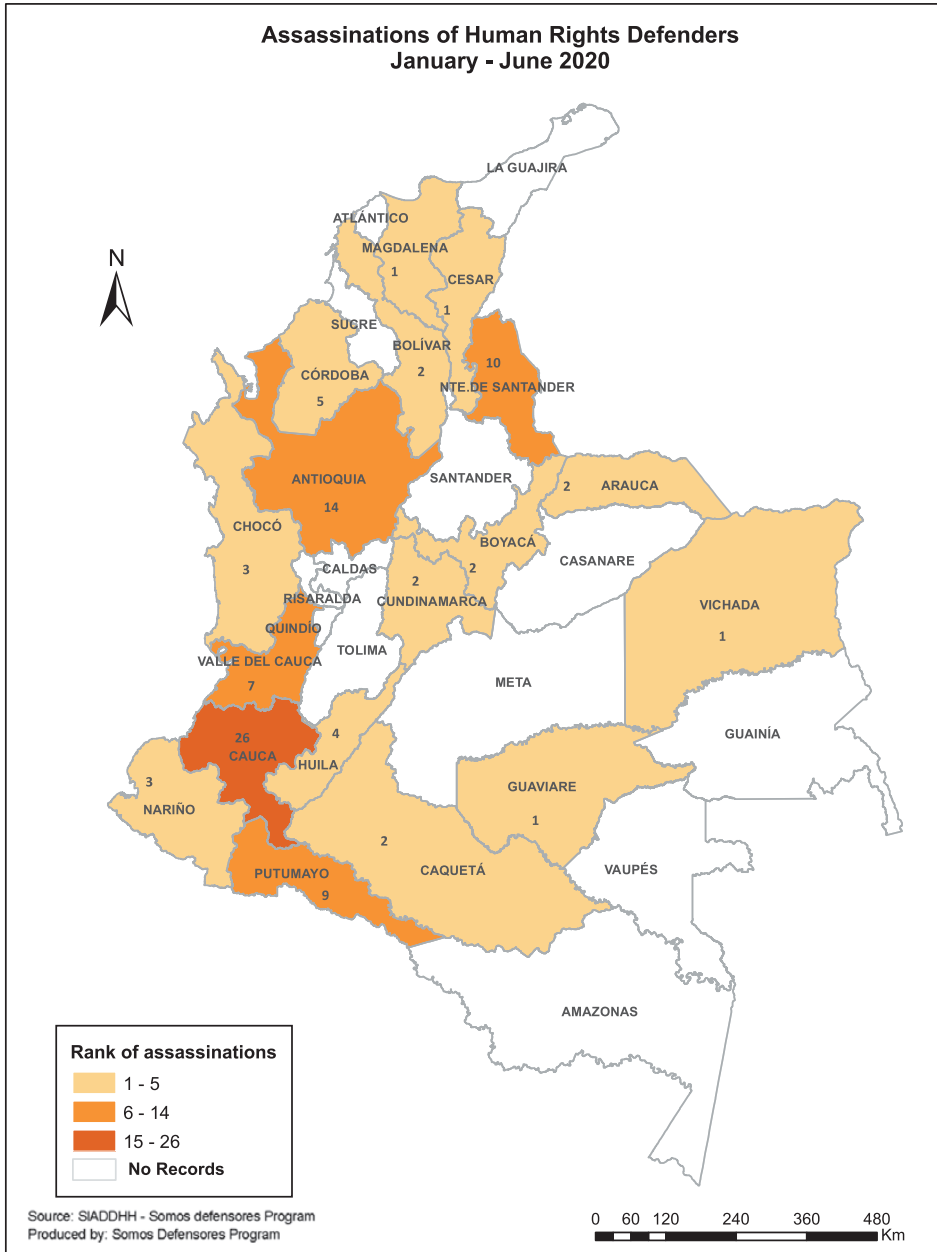 Assassinations of Human Rights Defenders
January - June 2020
LA GUAJIRA
ATLÁNTICO
MAGDALENA
1
CESAR
1
N
SUCRE
BOLÍVAR
2
CÓRDOBA
5
10
NTE.DE SANTANDER
ANTIOQUIA
14
SANTANDER
2
ARAUCA
CHOCÓ
3
BOYACÁ
2
CASANARE
CALDAS
2
CUNDINAMARCA
RISARALDA
VICHADA
1
QUINDÍO
TOLIMA
VALLE DEL CAUCA
7
META
26
CAUCA
4
HUILA
GUAINÍA
3
NARIÑO
GUAVIARE
1
2
CAQUETÁ
VAUPÉS
PUTUMAYO
9
AMAZONAS
Rank of assassinations
1 - 5
6 - 14
15 - 26
No Records
Source: SIADDHH - Somos defensores Program
Produced by: Somos Defensores Program
0 60 120 240 360 480
Km